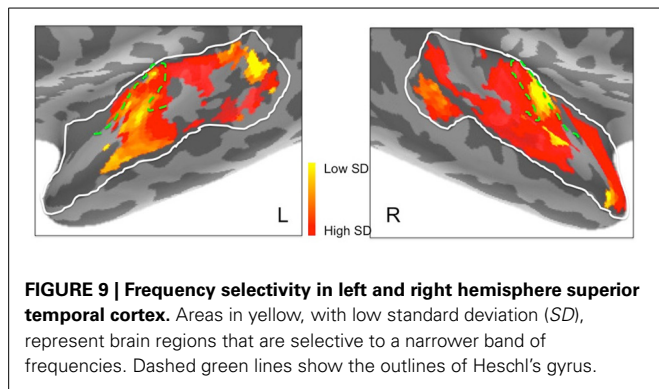 Low SD
High SD
L
R
FIGURE 9 | Frequency selectivity in left and right hemisphere superior
temporal cortex. Areas in yellow, with low standard deviation (SD),
represent brain regions that are selective to a narrower band of
frequencies. Dashed green lines show the outlines of Heschl's gyrus.